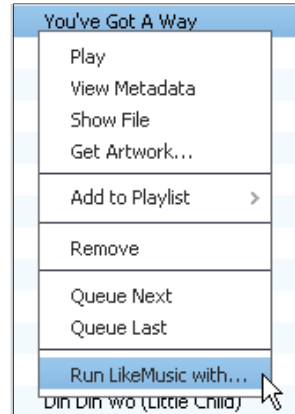 You've Got A Way
Play
View Metadata
Show File
Get Artwork...
Add to Playlist >
Remove
Queue Next
Queue Last
Run LikeMusic with...
Din Din Wo (Little Child)